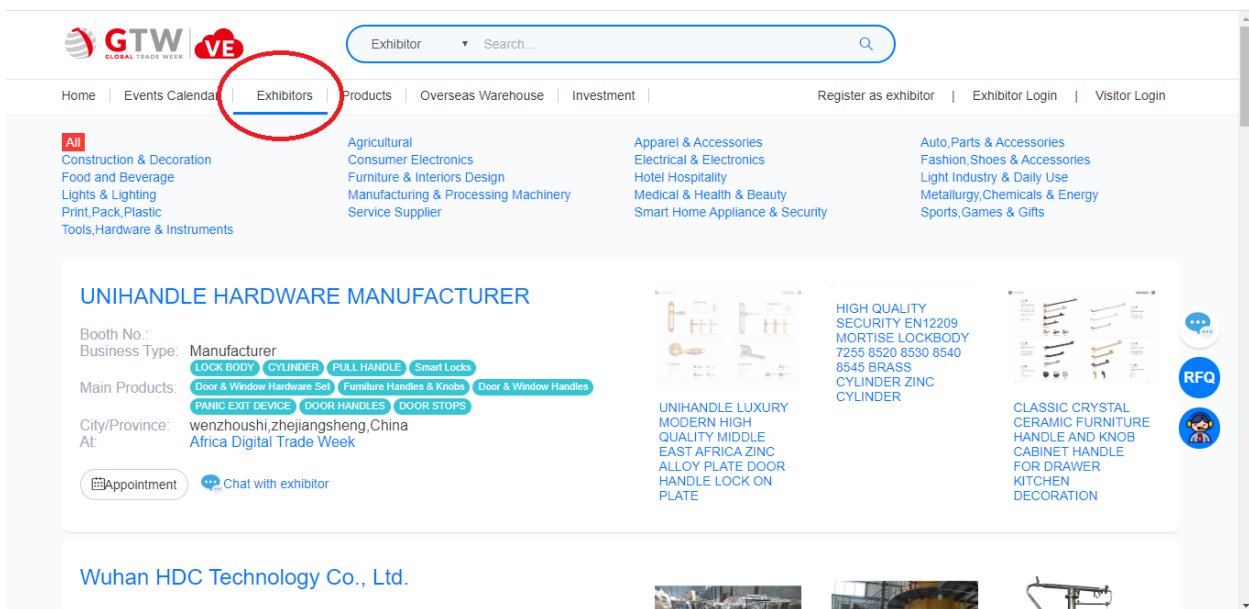 GTW
GLOBAL TRADE WEEK
VE
Exhibitor
Search...
Home
Events Calendar
Exhibitors
Products
Overseas Warehouse
Investment
Register as exhibitor | Exhibitor Login | Visitor Login
All
Agricultural
Apparel & Accessories
Auto,Parts & Accessories
Construction & Decoration
Consumer Electronics
Electrical & Electronics
Fashion,Shoes & Accessories
Food and Beverage
Furniture & Interiors Design
Hotel Hospitality
Light Industry & Daily Use
Lights & Lighting
Manufacturing & Processing Machinery
Medical & Health & Beauty
Metallurgy,Chemicals & Energy
Print,Pack,Plastic
Service Supplier
Smart Home Appliance & Security
Sports,Games & Gifts
Tools,Hardware & Instruments
UNIHANDLE HARDWARE MANUFACTURER
Booth No.:
Business Type: Manufacturer
Main Products:
LOCK BODY CYLINDER PULL HANDLE Smart Locks
Door & Window Hardware Set Furniture Handles & Knobs Door & Window Handles
PANIC EXIT DEVICE DOOR HANDLES DOOR STOPS
City/Province: wenzhoushi,zhejiangsheng,China
At: Africa Digital Trade Week
Appointment
Chat with exhibitor
UNIHANDLE LUXURY
MODERN HIGH
QUALITY MIDDLE
EAST AFRICA ZINC
ALLOY PLATE DOOR
HANDLE LOCK ON
PLATE
HIGH QUALITY
SECURITY EN12209
MORTISE LOCKBODY
7255 8520 8530 8540
8545 BRASS
CYLINDER ZINC
CYLINDER
CLASSIC CRYSTAL
CERAMIC FURNITURE
HANDLE AND KNOB
CABINET HANDLE
FOR DRAWER
KITCHEN
DECORATION
RFQ
Wuhan HDC Technology Co., Ltd.